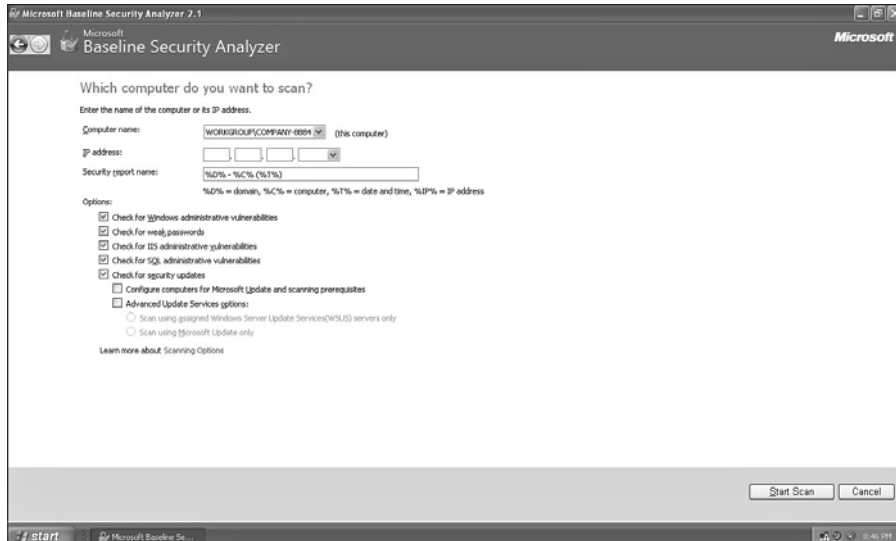 Microsoft Baseline Security Analyzer 2.1
Microsoft
Baseline Security Analyzer
Microsoft
Which computer do you want to scan?
Enter the name of the computer or its IP address.
Computer name:
WORKGROUP\COMPANY-8884
(this computer)
IP address:
Security report name:
%D% - %C% (%T%)
%D% = domain, %C% = computer, %T% = date and time, %IP% = IP address
Options:
Check for Windows administrative vulnerabilities
Check for weak passwords
Check for IIS administrative vulnerabilities
Check for SQL administrative vulnerabilities
Check for security updates
Configure computers for Microsoft Update and scanning prerequisites
Advanced Update Services options:
Scan using assigned Windows Server Update Services(WSUS) servers only
Scan using Microsoft Update only
Learn more about Scanning Options
Start Scan
Cancel
start
Microsoft Baseline Se...
8:46 PM